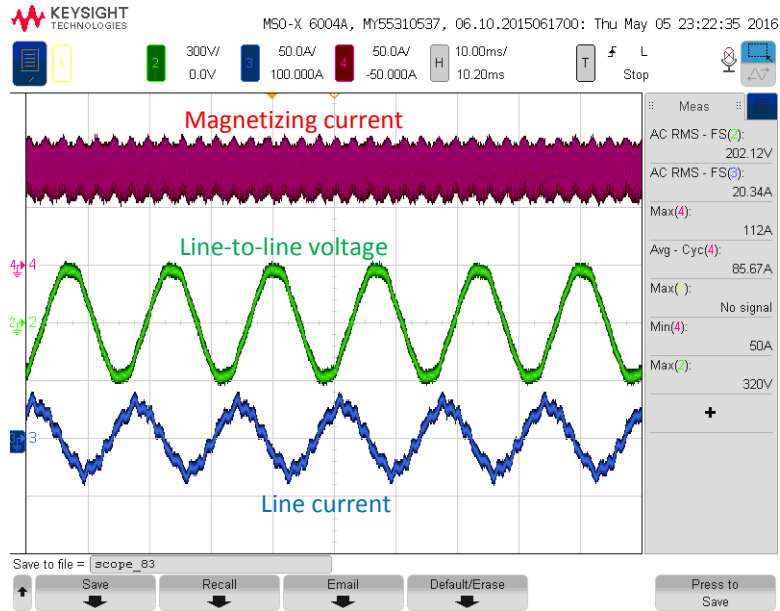 KEYSIGHT
TECHNOLOGIES
MSO-X 6004A, MY55310537, 06.10.2015061700: Thu May 05 23:22:35 2016
1
2 300V/ 0.0V
3 50.0A/ 100.000A
4 50.0A/ -50.000A
H 10.00ms/ 10.20ms
T L Stop
Magnetizing current
Line-to-line voltage
4 4
2 2
3 3
Line current
Meas
AC RMS - FS(2):
202.12V
AC RMS - FS(3):
20.34A
Max(4):
112A
Avg - Cyc(4):
85.67A
Max( ):
No signal
Min(4):
50A
Max(2):
320V
+
Save to file = scope_83
Save
Recall
Email
Default/Erase
Press to
Save